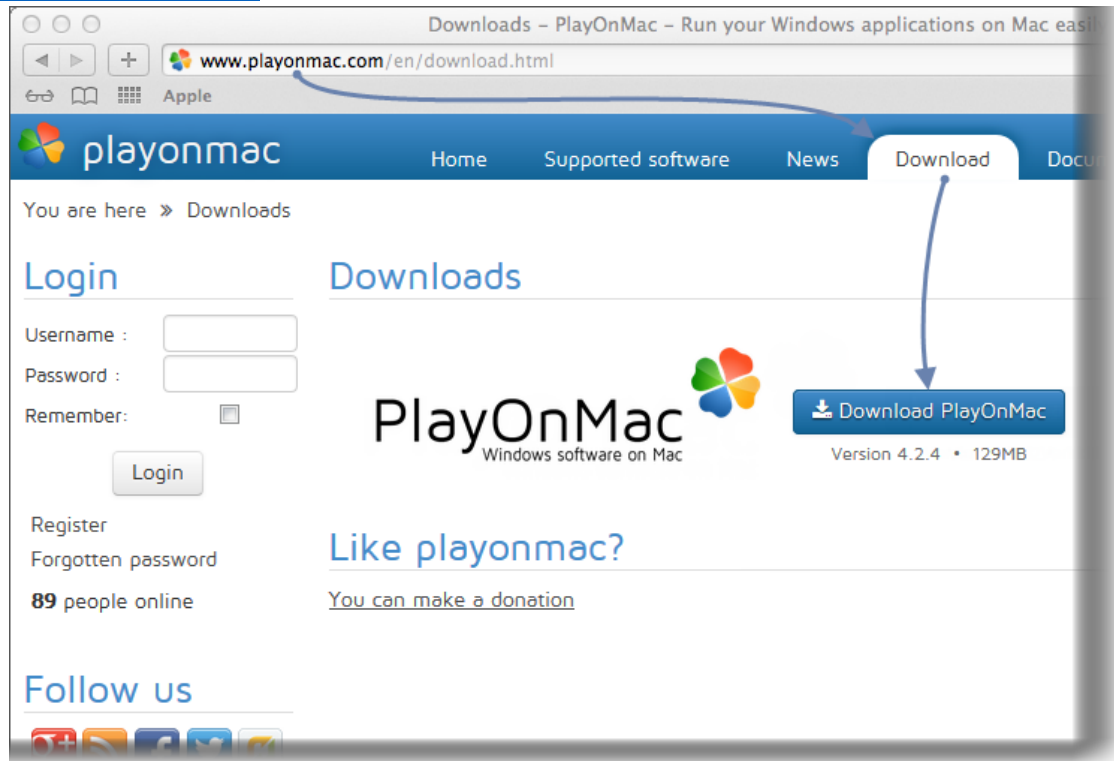 Downloads – PlayOnMac – Run your Windows applications on Mac easil
www.playonmac.com/en/download.html
Apple
playonmac
Home Supported software News Download Docu
You are here » Downloads
Login
Username :
Password :
Remember:
Login
Register
Forgotten password
89 people online
Follow us
Downloads
PlayOnMac
Windows software on Mac
Download PlayOnMac
Version 4.2.4 • 129MB
Like playonmac?
You can make a donation